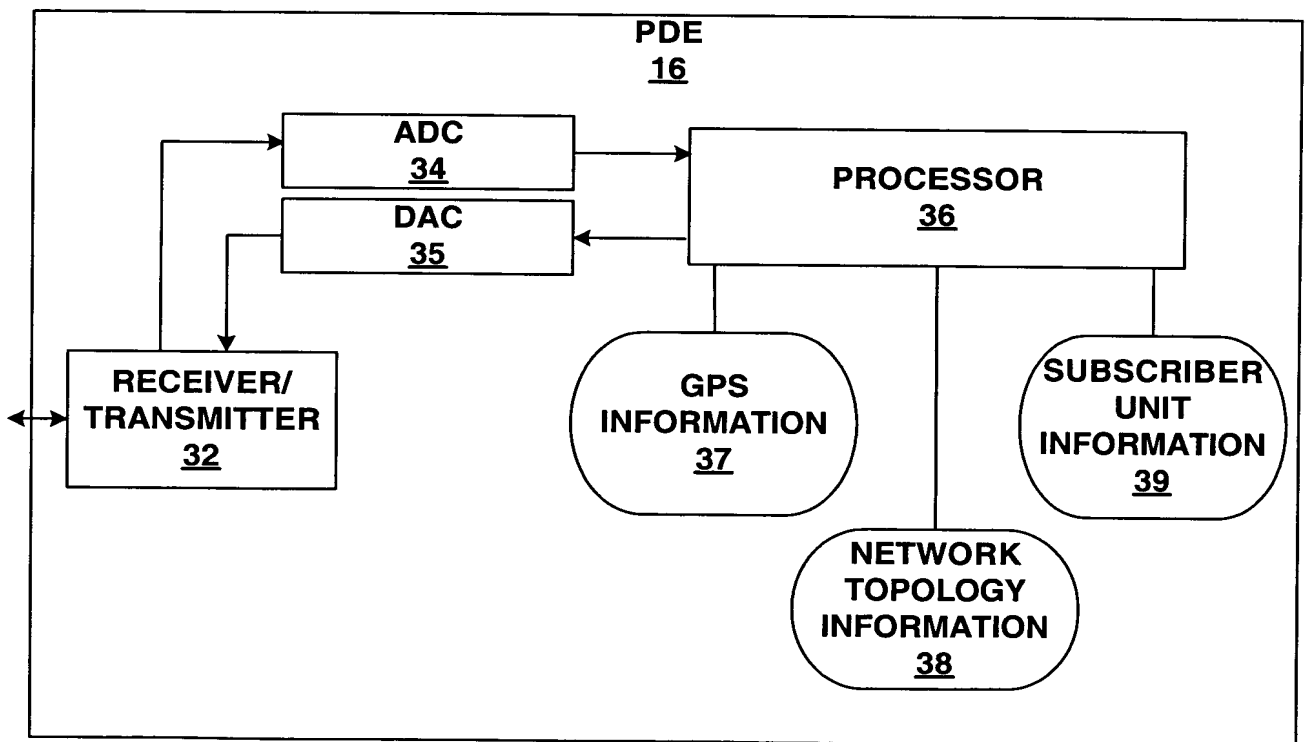 PDE
16
ADC
34
DAC
35
PROCESSOR
36
RECEIVER/
TRANSMITTER
32
GPS
INFORMATION
37
SUBSCRIBER
UNIT
INFORMATION
39
NETWORK
TOPOLOGY
INFORMATION
38